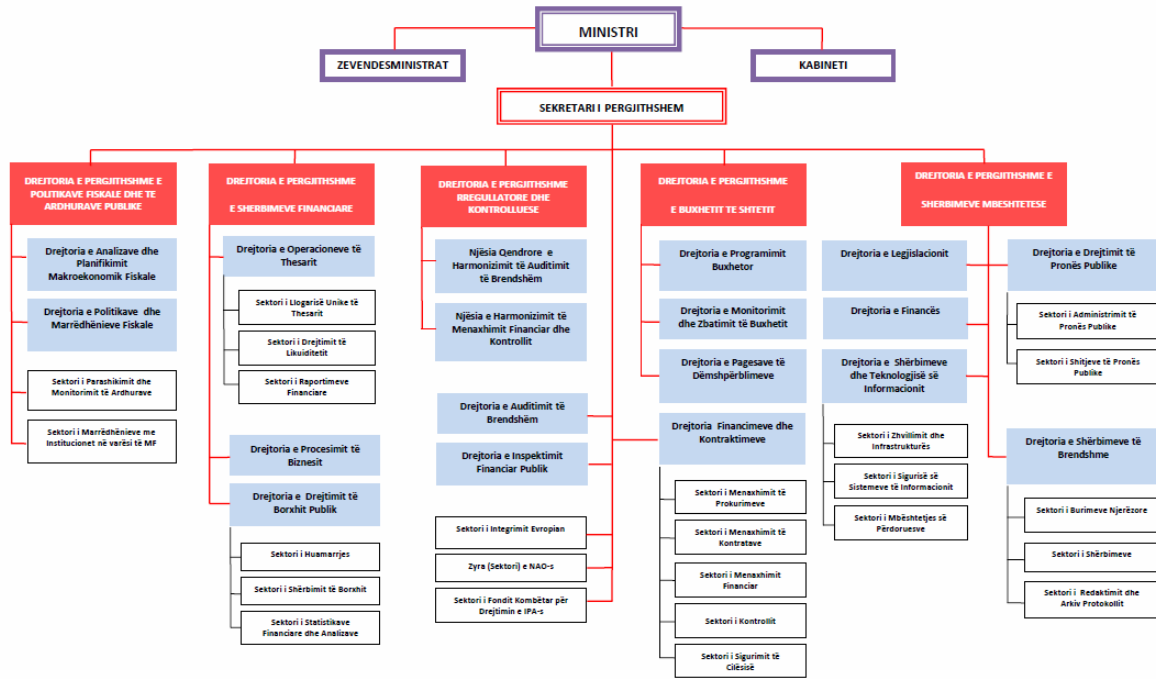 MINISTRI
ZEVENDESMINISTRAT
KABINETI
SEKRETARI I PERGJITHSHEM
DREJTORIA E PERGJITHSHME E
POLITIKAVE FISKALE DHE TE
ARDHURAVE PUBLIKE
Drejtoria e Analizave dhe
Planifikimit
Makroekonomik Fiskale
Drejtoria e Politikave dhe
Marrëdhënieve Fiskale
Sektori i Parashikimit dhe
Monitorimit të Ardhurave
Sektori i Marrëdhënieve me
Institucionet në varësi të MF
DREJTORIA E PERGJITHSHME
E SHERBIMEVE FINANCIARE
Drejtoria e Operacioneve të
Thesarit
Sektori i Llogarisë Unike të
Thesarit
Sektori i Drejtimit të
Likuiditetit
Sektori i Raportimeve
Financiare
Drejtoria e Procesimit të
Biznesit
Drejtoria e Drejtimit të
Borxhit Publik
Sektori i Huamarrjes
Sektori i Shërbimit të Borxhit
Sektori i Statistikave
Financiare dhe Analizave
DREJTORIA E PERGJITHSHME
RREGULLATORE DHE
KONTROLLUESE
Njësia Qendrore e
Harmonizimit të Auditimit
të Brendshëm
Njësia e Harmonizimit të
Menaxhimit Financiar dhe
Kontrollit
Drejtoria e Auditimit të
Brendshëm
Drejtoria e Inspektimit
Financiar Publik
Sektori i Integrimit Evropian
Zyra (Sektori) e NAO-s
Sektori i Fondit Kombëtar për
Drejtimin e IPA-s
DREJTORIA E PERGJITHSHME
E BUXHETIT TE SHTETIT
Drejtoria e Programimit
Buxhetor
Drejtoria e Monitorimit
dhe Zbatimit të Buxhetit
Drejtoria e Pagesave të
Dëmshpërblimeve
Drejtoria Financimeve dhe
Kontraktimeve
Sektori i Menaxhimit të
Prokurimeve
Sektori i Menaxhimit të
Kontratave
Sektori i Menaxhimit
Financiar
Sektori i Kontrollit
Sektori i Sigurimit të
Cilësisë
DREJTORIA E PERGJITHSHME E
SHERBIMEVE MBESHTETESE
Drejtoria e Legjislacionit
Drejtoria e Financës
Drejtoria e Shërbimeve
dhe Teknologjisë së
Informacionit
Sektori i Zhvillimit dhe
Infrastrukturës
Sektori i Sigurisë së
Sistemeve të Informacionit
Sektori i Mbështetjes së
Përdoruesve
Drejtoria e Drejtimit të
Pronës Publike
Sektori i Administrimit të
Pronës Publike
Sektori i Shitjeve të Pronës
Publike
Drejtoria e Shërbimeve të
Brendshme
Sektori i Burimeve Njerëzore
Sektori i Shërbimeve
Sektori i Redaktimit dhe
Arkiv Protokollit